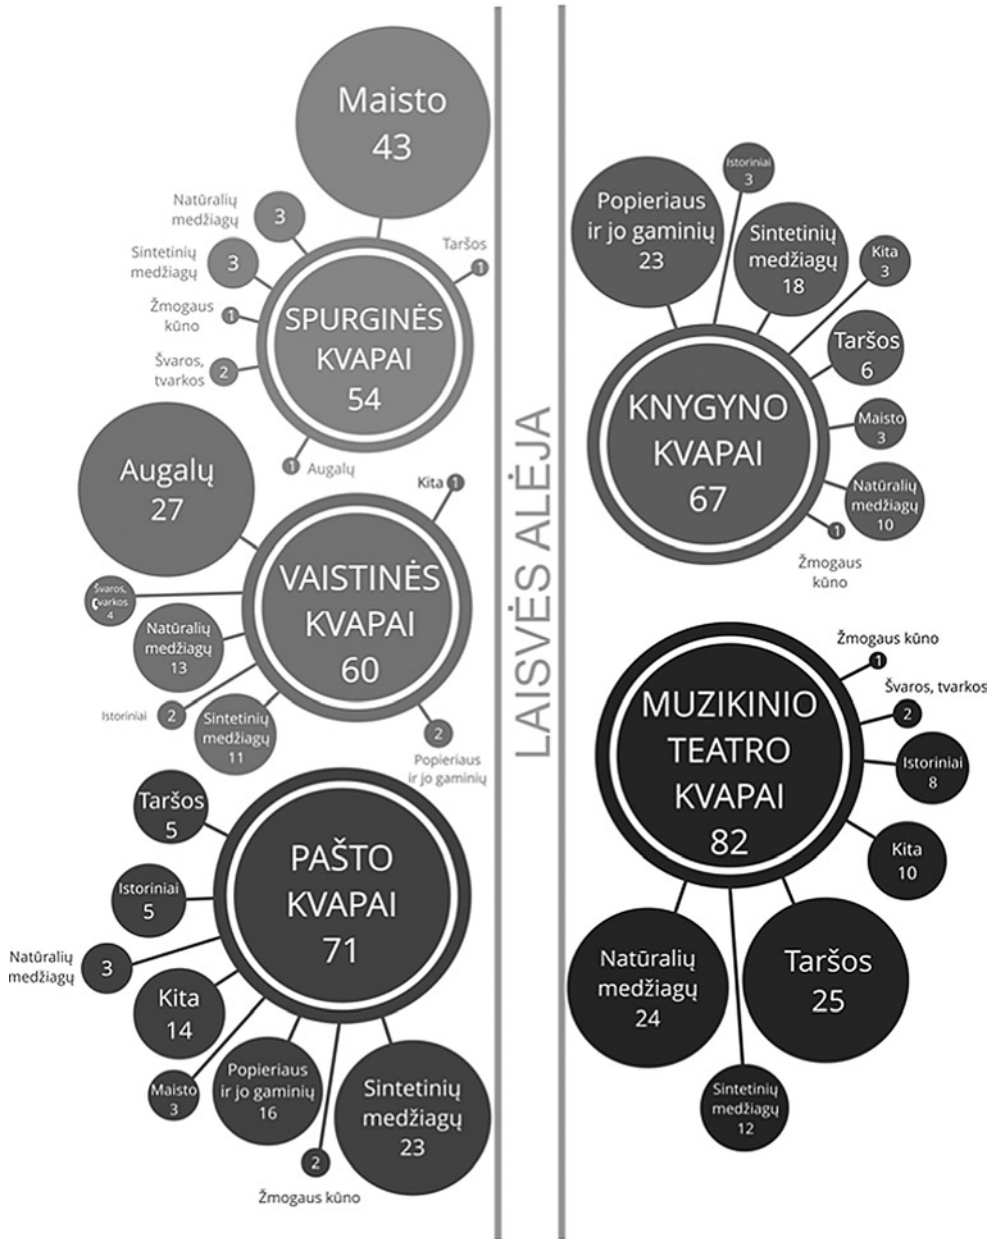 Maisto
43
Natūralių
medžiagų
3
Sintetinių
medžiagų
3
Taršos
1
Žmogaus
kūno
1
Švaros,
tvarkos
2
SPURGINĖS
KVAPAI
54
1
Augalų
Augalų
27
Kita
1
Švaros,
tvarkos
4
VAISTINĖS
KVAPAI
60
Natūralių
medžiagų
13
Istoriniai
2
Sintetinių
medžiagų
11
2
Popieriaus
ir jo gaminių
Taršos
5
PAŠTO
KVAPAI
71
Istoriniai
5
Natūralių
medžiagų
3
Kita
14
Maisto
3
Popieriaus
ir jo gaminių
16
2
Žmogaus kūno
Sintetinių
medžiagų
23
LAISVĖS ALĖJA
Istoriniai
3
Popieriaus
ir jo gaminių
23
Sintetinių
medžiagų
18
Kita
3
Taršos
6
KNYGYNO
KVAPAI
67
Maisto
3
Natūralių
medžiagų
10
1
Žmogaus
kūno
Žmogaus kūno
1
Švaros, tvarkos
2
MUZIKINIO
TEATRO
KVAPAI
82
Istoriniai
8
Kita
10
Natūralių
medžiagų
24
Taršos
25
Sintetinių
medžiagų
12